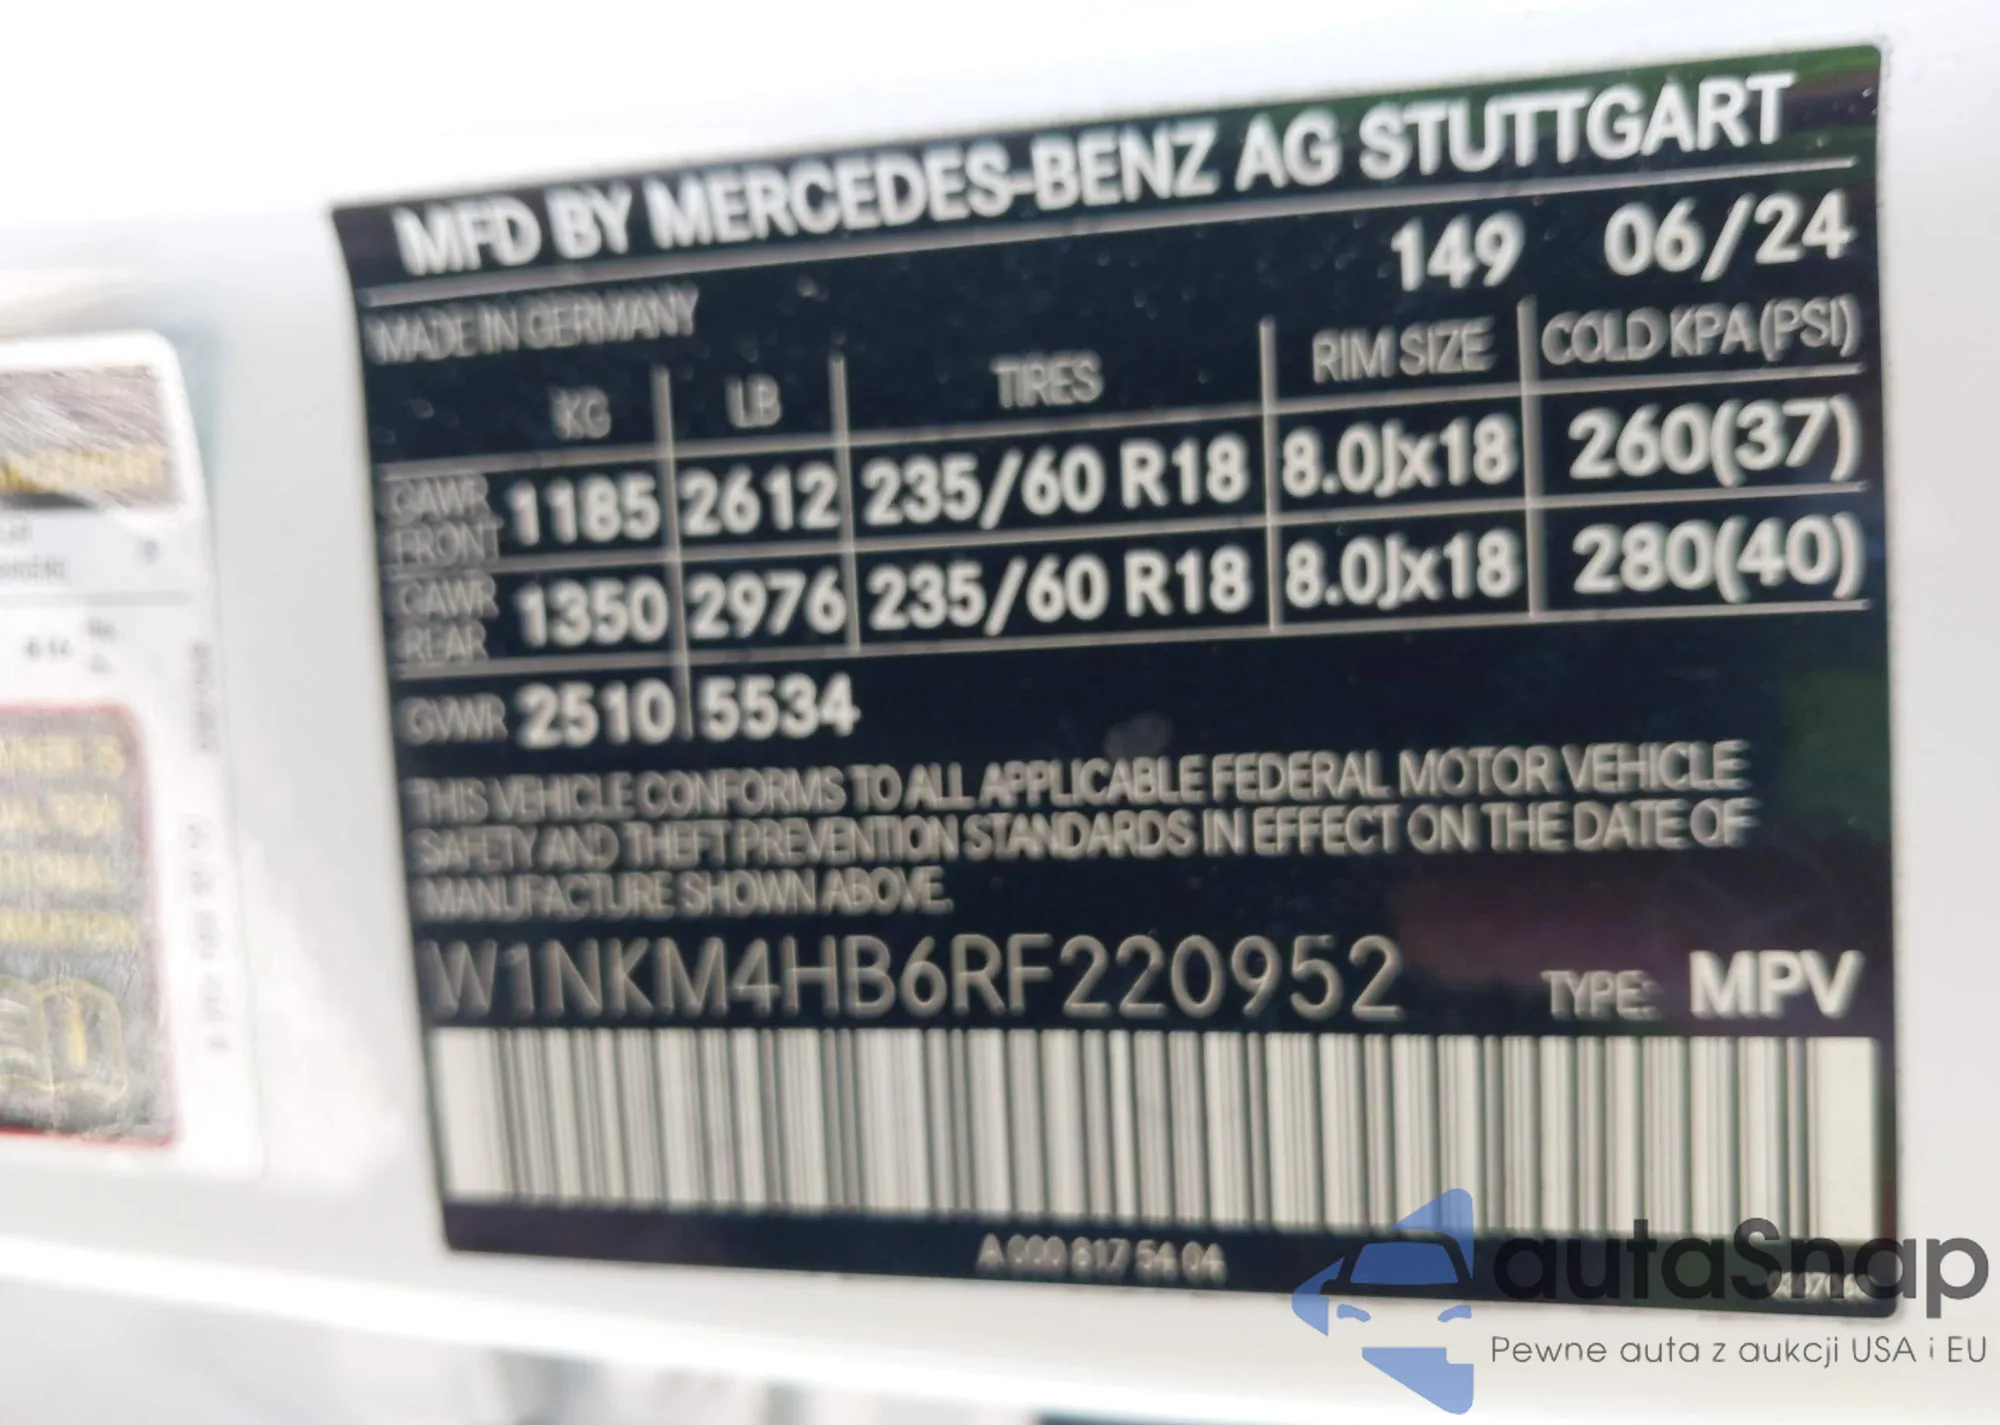 MFD BY MERCEDES-BENZ AG STUTTGART
149 06/24
MADE IN GERMANY
KG LB TIRES RIM SIZE COLD KPA(PSI)
GAWR FRONT 1185 2612 235/60 R18 8.0Jx18 260(37)
GAWR REAR 1350 2976 235/60 R18 8.0Jx18 280(40)
GVWR 2510 5534
THIS VEHICLE CONFORMS TO ALL APPLICABLE FEDERAL MOTOR VEHICLE
SAFETY AND THEFT PREVENTION STANDARDS IN EFFECT ON THE DATE OF
MANUFACTURE SHOWN ABOVE.
W1NKM4HB6RF220952 TYPE: MPV
A 000 817 54 04
autaSnap
Pewne auta z aukcji USA i EU